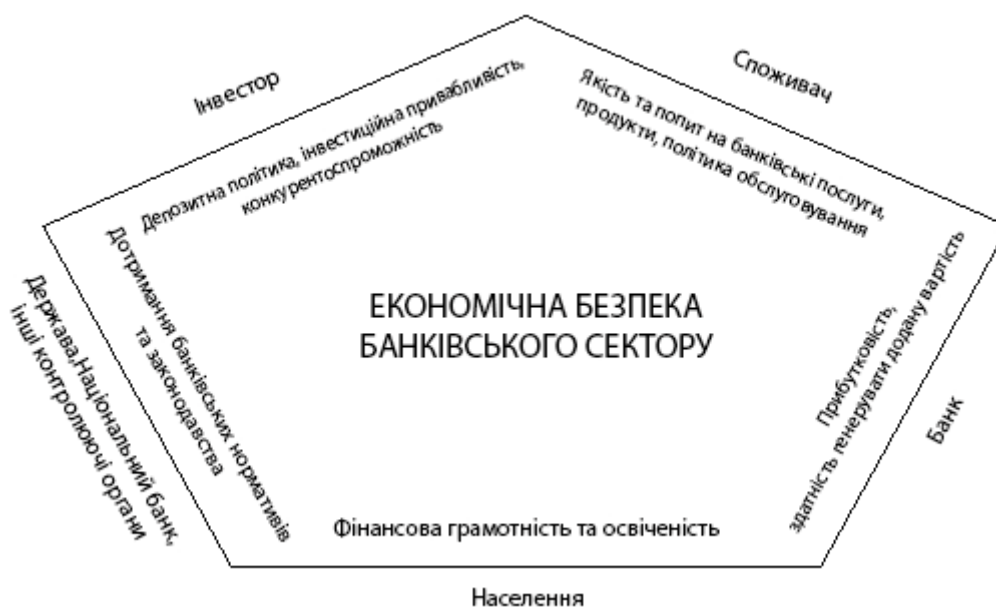 Інвестор
Депозитна політика, інвестиційна привабливість,
конкурентоспроможність
Споживач
Якість та попит на банківські послуги,
продукти, політика обслуговування
Держава,Національний банк,
інші контролюючі органи
Дотримання банківських нормативів
та законодавства
ЕКОНОМІЧНА БЕЗПЕКА
БАНКІВСЬКОГО СЕКТОРУ
Прибутковість,
здатність генерувати додану вартість
Банк
Фінансова грамотність та освіченість
Населення